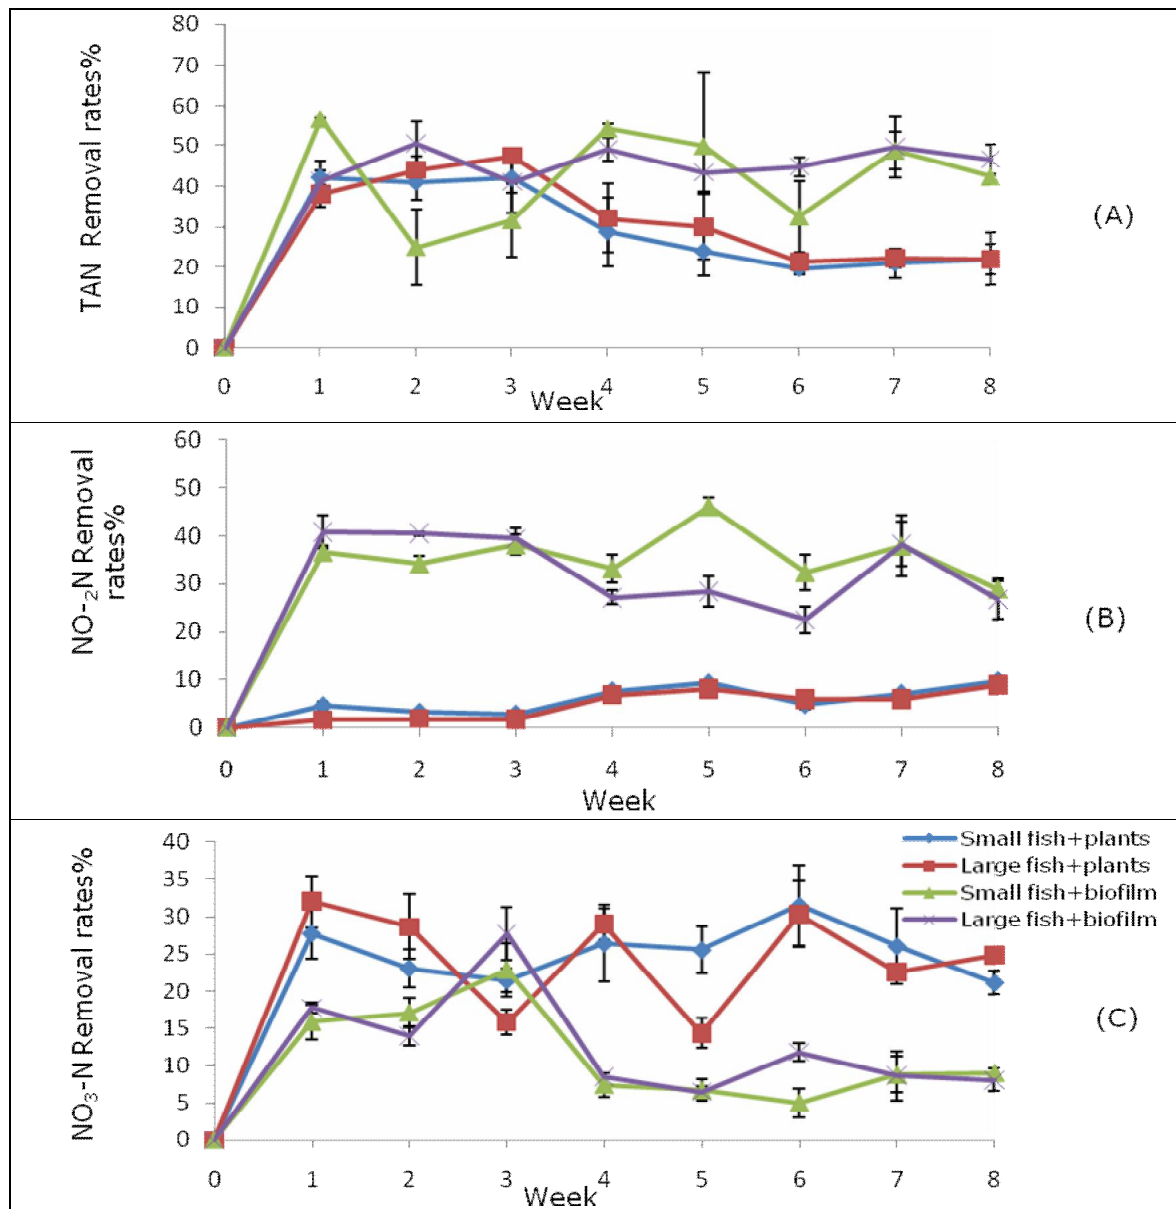 80
70
60
50
40
30
20
10
0
TAN Removal rates%
0 1 2 3 4 5 6 7 8
Week
(A)
60
50
40
30
20
10
0
NO-₂N Removal
rates%
0 1 2 3 4 5 6 7 8
Week
(B)
40
35
30
25
20
15
10
5
0
NO₃-N Removal rates%
0 1 2 3 4 5 6 7 8
Week
Small fish+plants
Large fish+plants
Small fish+biofilm
Large fish+biofilm
(C)